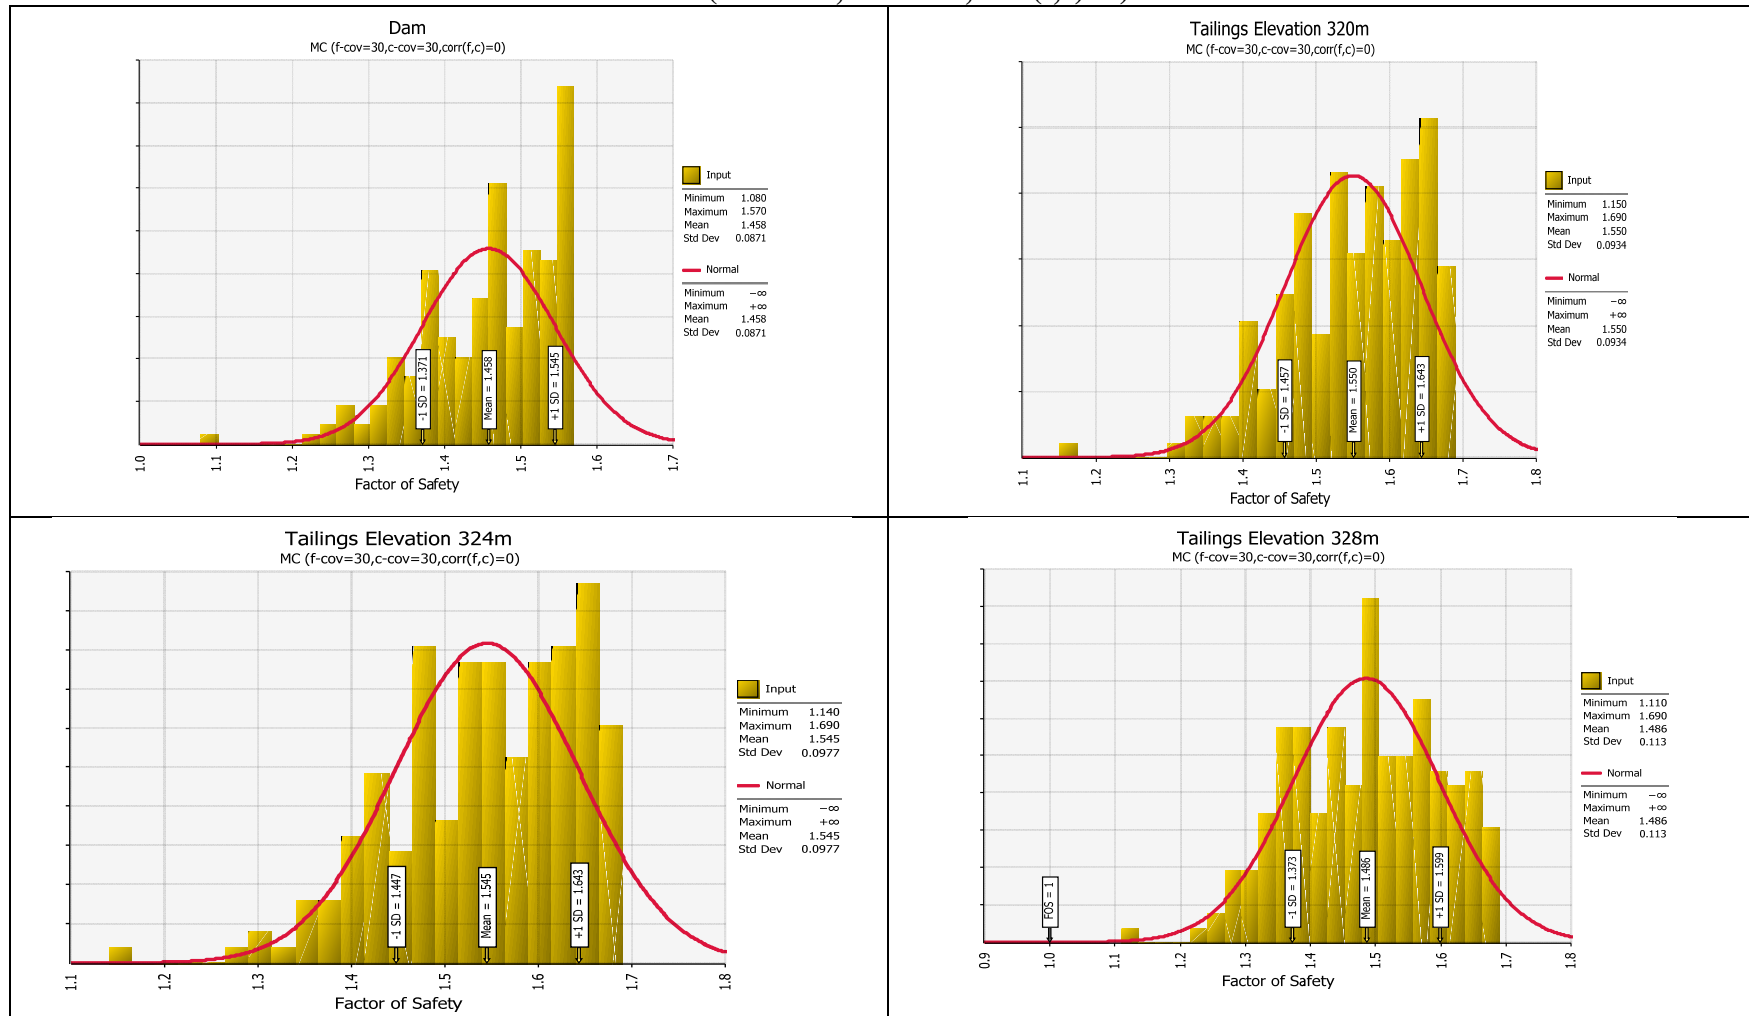 Dam
MC (f-cov=30,c-cov=30,corr(f,c)=0)
Input
Minimum 1.080
Maximum 1.570
Mean 1.458
Std Dev 0.0871
Normal
Minimum −∞
Maximum +∞
Mean 1.458
Std Dev 0.0871
-1 SD = 1.371
Mean = 1.458
+1 SD = 1.545
1.0 1.1 1.2 1.3 1.4 1.5 1.6 1.7
Factor of Safety
Tailings Elevation 320m
MC (f-cov=30,c-cov=30,corr(f,c)=0)
Input
Minimum 1.150
Maximum 1.690
Mean 1.550
Std Dev 0.0934
Normal
Minimum −∞
Maximum +∞
Mean 1.550
Std Dev 0.0934
-1 SD = 1.457
Mean = 1.550
+1 SD = 1.643
1.1 1.2 1.3 1.4 1.5 1.6 1.7 1.8
Factor of Safety
Tailings Elevation 324m
MC (f-cov=30,c-cov=30,corr(f,c)=0)
Input
Minimum 1.140
Maximum 1.690
Mean 1.545
Std Dev 0.0977
Normal
Minimum −∞
Maximum +∞
Mean 1.545
Std Dev 0.0977
-1 SD = 1.447
Mean = 1.545
+1 SD = 1.643
1.1 1.2 1.3 1.4 1.5 1.6 1.7 1.8
Factor of Safety
Tailings Elevation 328m
MC (f-cov=30,c-cov=30,corr(f,c)=0)
Input
Minimum 1.110
Maximum 1.690
Mean 1.486
Std Dev 0.113
Normal
Minimum −∞
Maximum +∞
Mean 1.486
Std Dev 0.113
FOS = 1
-1 SD = 1.373
Mean = 1.486
+1 SD = 1.599
0.9 1.0 1.1 1.2 1.3 1.4 1.5 1.6 1.7 1.8
Factor of Safety